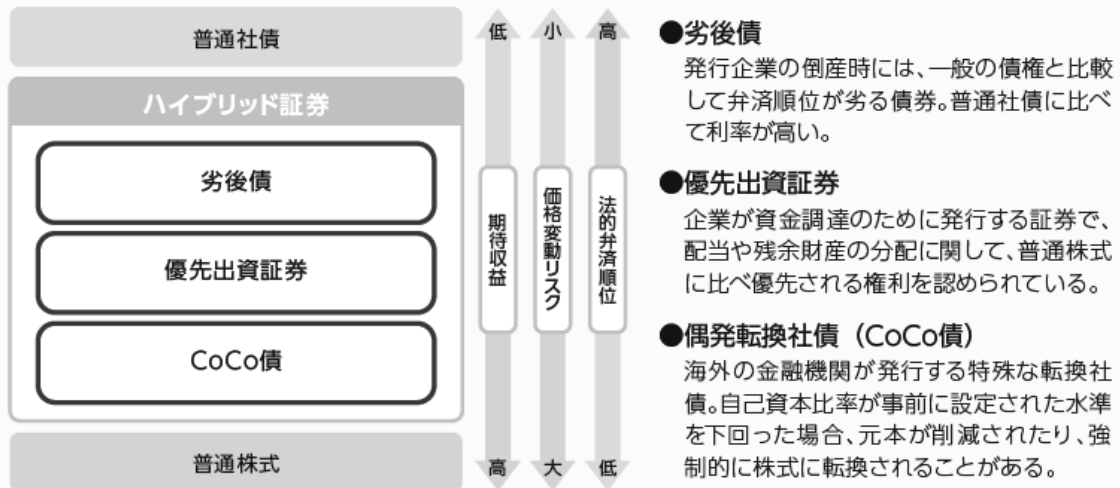 普通社債
ハイブリッド証券
劣後債
優先出資証券
CoCo債
普通株式
低
小
高
期待収益
価格変動リスク
法的弁済順位
高
大
低
●劣後債
発行企業の倒産時には、一般の債権と比較
して弁済順位が劣る債券。普通社債に比べ
て利率が高い。
●優先出資証券
企業が資金調達のために発行する証券で、
配当や残余財産の分配に関して、普通株式
に比べ優先される権利を認められている。
●偶発転換社債（CoCo債）
海外の金融機関が発行する特殊な転換社
債。自己資本比率が事前に設定された水準
を下回った場合、元本が削減されたり、強
制的に株式に転換されることがある。